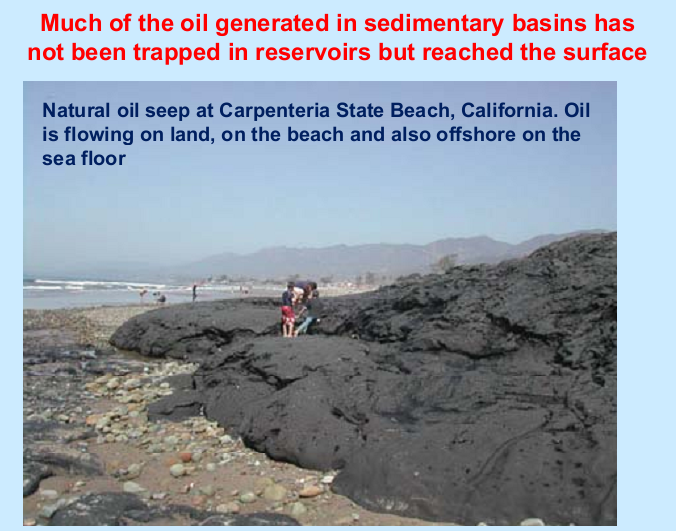 Much of the oil generated in sedimentary basins has
not been trapped in reservoirs but reached the surface
Natural oil seep at Carpenteria State Beach, California. Oil
is flowing on land, on the beach and also offshore on the
sea floor